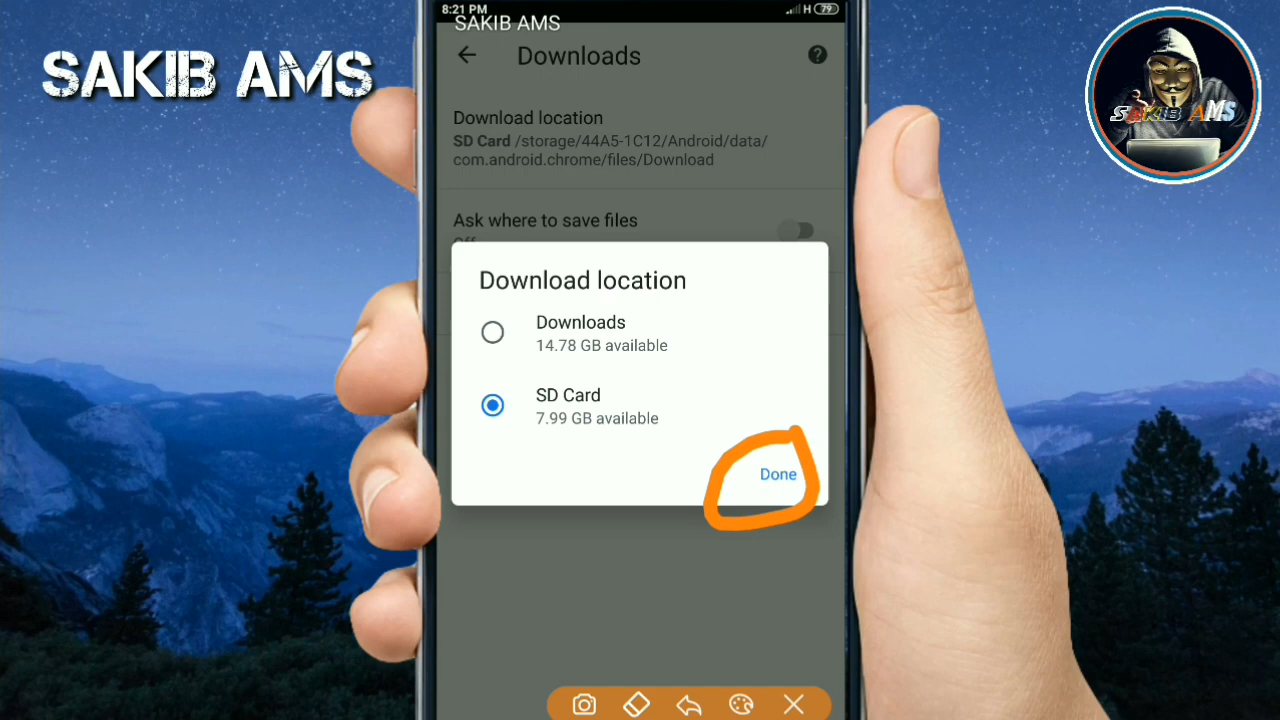 8:21 PM
H 79
SAKIB AMS
SAKIB AMS
SAKIB AMS
Downloads
Download location
SD Card /storage/44A5-1C12/Android/data/
com.android.chrome/files/Download
Ask where to save files
Download location
Downloads
14.78 GB available
SD Card
7.99 GB available
Done